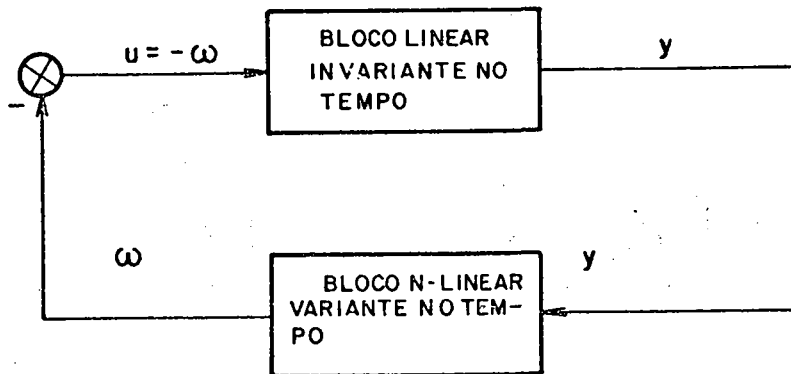 u = - ω
BLOCO LINEAR
INVARIANTE NO
TEMPO
y
-
ω
BLOCO N-LINEAR
VARIANTE NO TEM-
PO
y